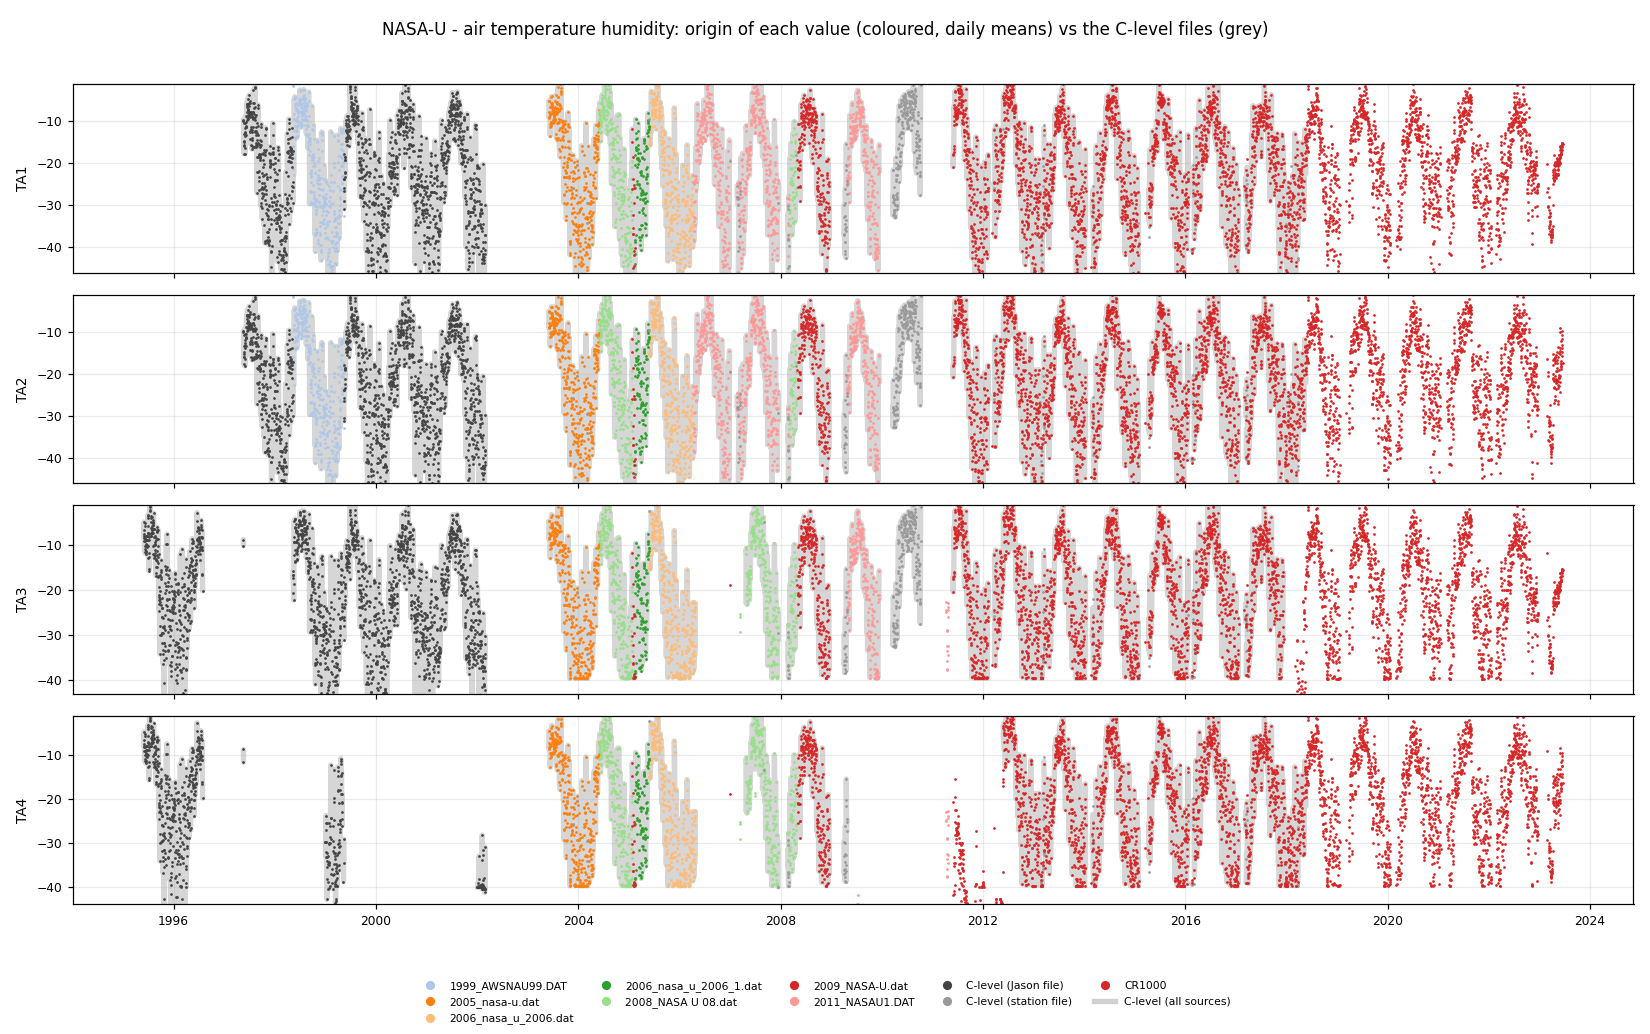 NASA-U - air temperature humidity: origin of each value (coloured, daily means) vs the C-level files (grey)
TA1
−10
−20
−30
−40
TA2
−10
−20
−30
−40
TA3
−10
−20
−30
−40
TA4
−10
−20
−30
−40
1996 2000 2004 2008 2012 2016 2020 2024
1999_AWSNAU99.DAT 2006_nasa_u_2006_1.dat 2009_NASA-U.dat C-level (Jason file) CR1000
2005_nasa-u.dat 2008_NASA U 08.dat 2011_NASAU1.DAT C-level (station file) C-level (all sources)
2006_nasa_u_2006.dat